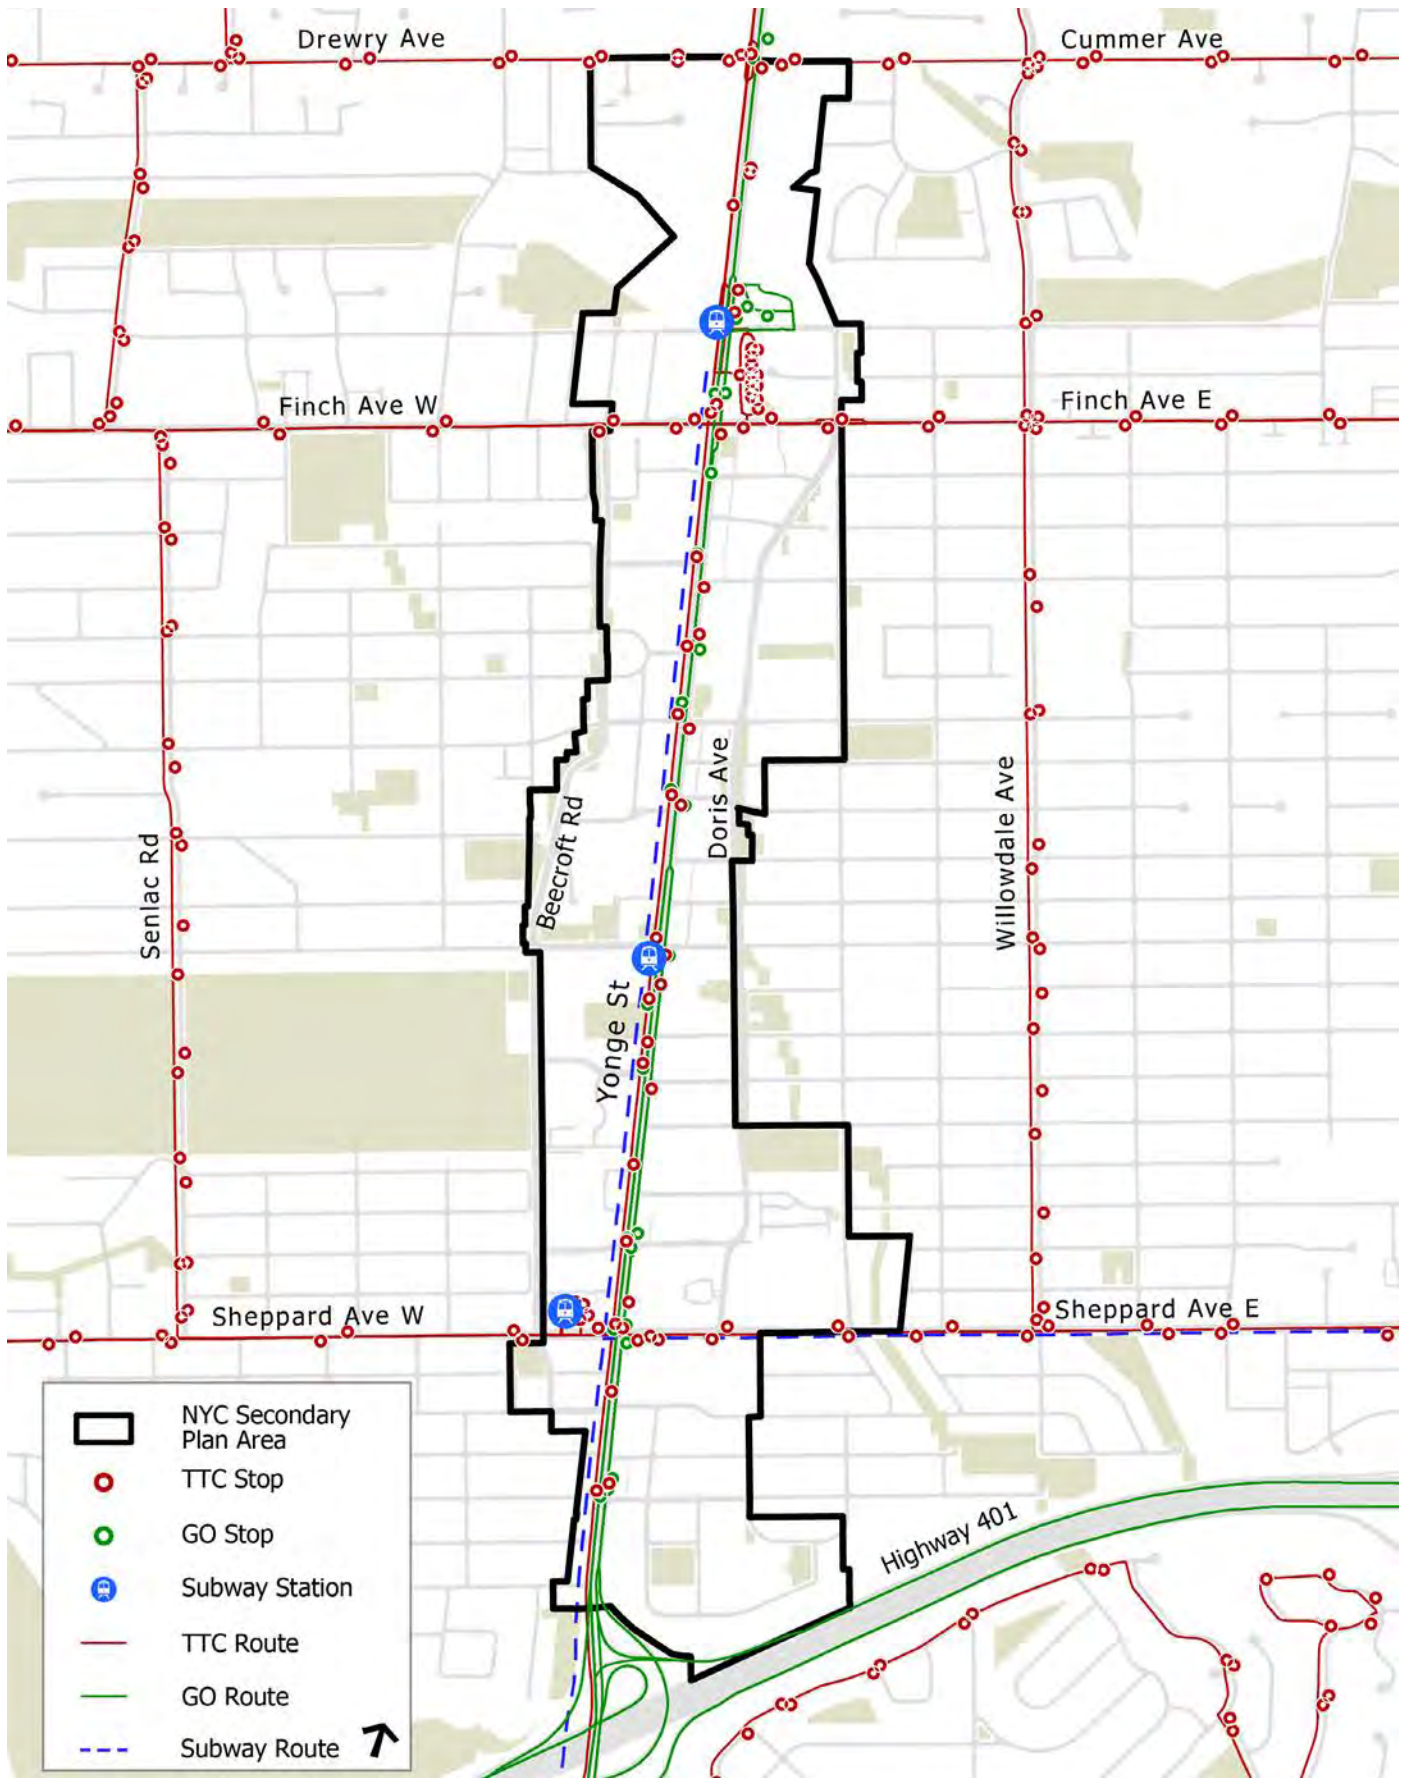 Drewry Ave
Cummer Ave
Finch Ave W
Finch Ave E
Doris Ave
Willowdale Ave
Beecroft Rd
Senlac Rd
Yonge St
Sheppard Ave W
Sheppard Ave E
Highway 401
NYC Secondary
Plan Area
TTC Stop
GO Stop
Subway Station
TTC Route
GO Route
Subway Route